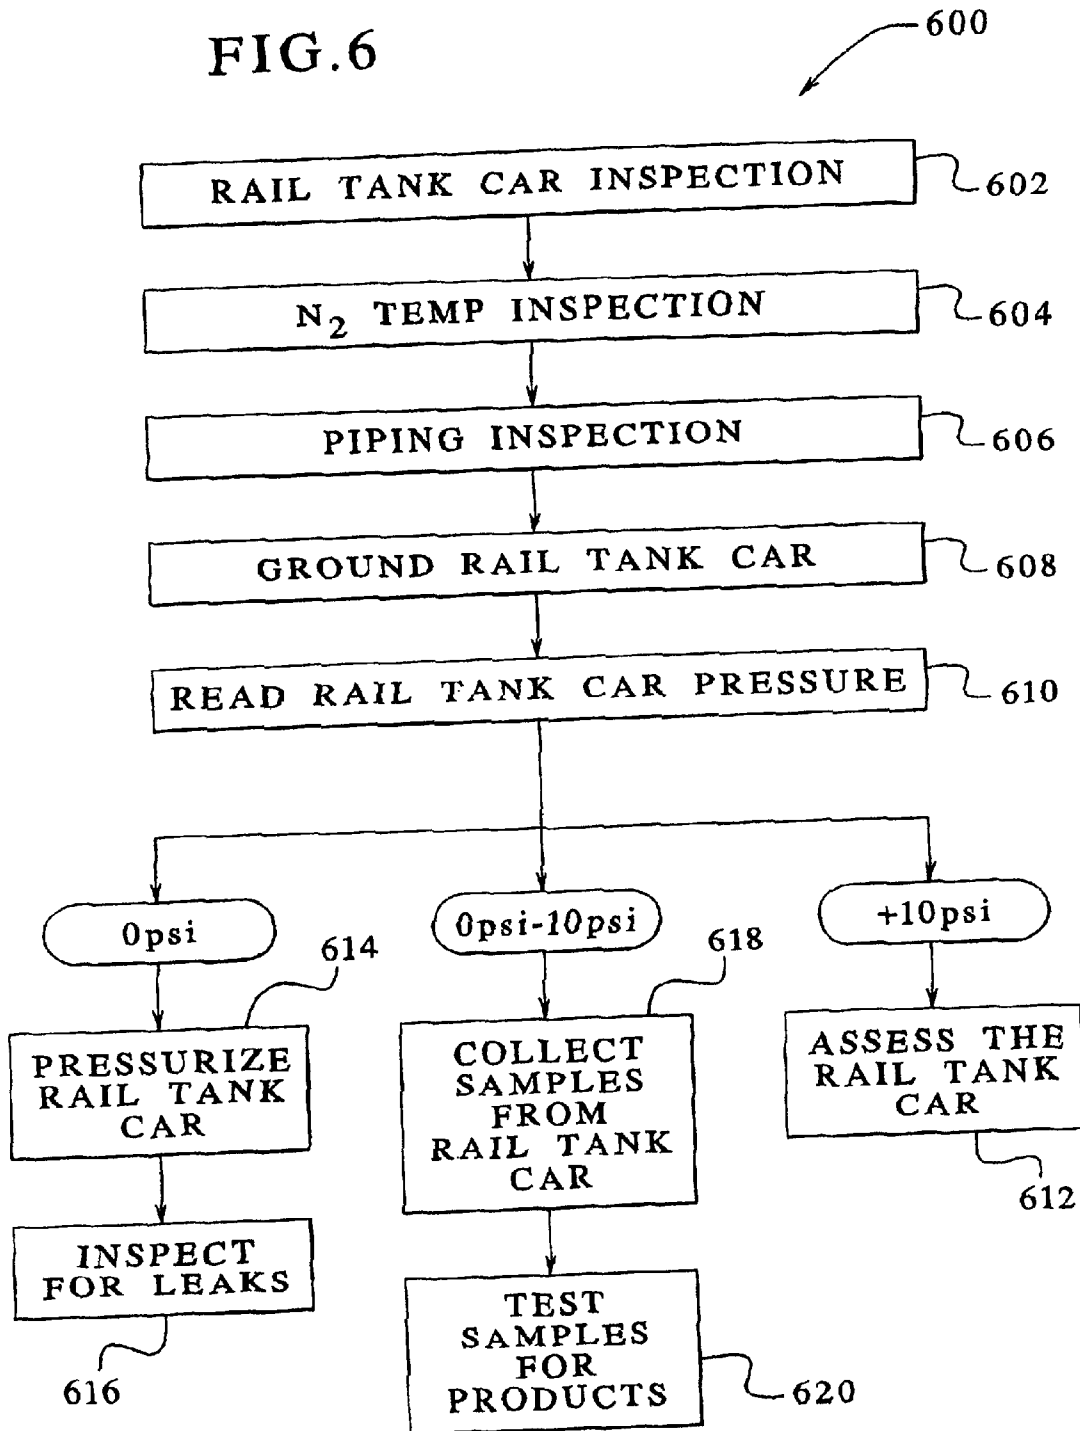 FIG.6
600
RAIL TANK CAR INSPECTION
602
N₂ TEMP INSPECTION
604
PIPING INSPECTION
606
GROUND RAIL TANK CAR
608
READ RAIL TANK CAR PRESSURE
610
0psi
0psi-10psi
+10psi
614
618
PRESSURIZE
RAIL TANK
CAR
COLLECT
SAMPLES
FROM
RAIL TANK
CAR
ASSESS THE
RAIL TANK
CAR
612
INSPECT
FOR LEAKS
616
TEST
SAMPLES
FOR
PRODUCTS
620